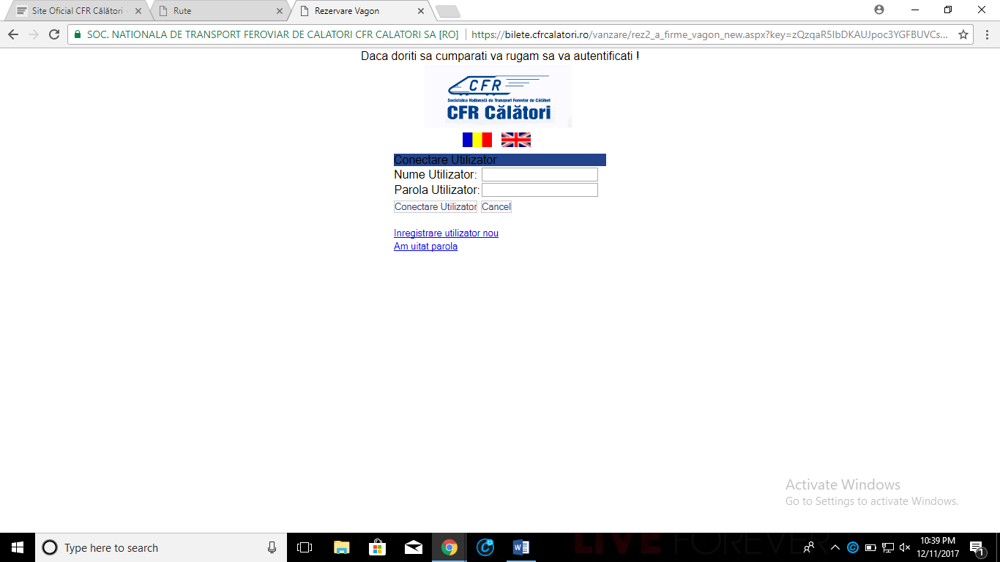 Site Oficial CFR Călători -
Rute
Rezervare Vagon
SOC. NATIONALA DE TRANSPORT FEROVIAR DE CALATORI CFR CALATORI SA [RO]
https://bilete.cfrcalatori.ro/vanzare/rez2_a_firme_vagon_new.aspx?key=zQzqaR5IbDKAUJpoc3YGFBUVCs...
Daca doriti sa cumparati va rugam sa va autentificati !
CFR
Societatea Națională de Transport Feroviar de Călători
CFR Călători
Conectare Utilizator
Nume Utilizator:
Parola Utilizator:
Conectare Utilizator Cancel
Inregistrare utilizator nou
Am uitat parola
Activate Windows
Go to Settings to activate Windows.
Type here to search
LIVE FOREVER
10:39 PM
12/11/2017
1